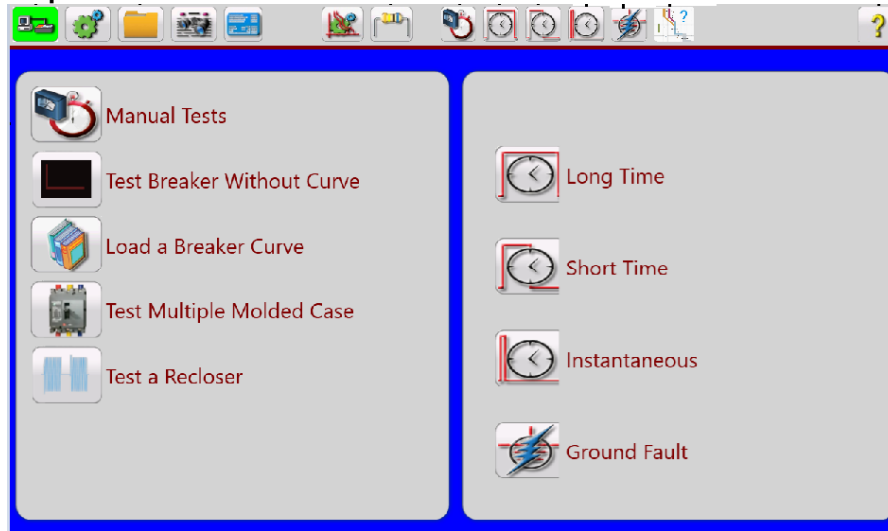 ?
?
Manual Tests
Test Breaker Without Curve
Load a Breaker Curve
Test Multiple Molded Case
Test a Recloser
Long Time
Short Time
Instantaneous
Ground Fault